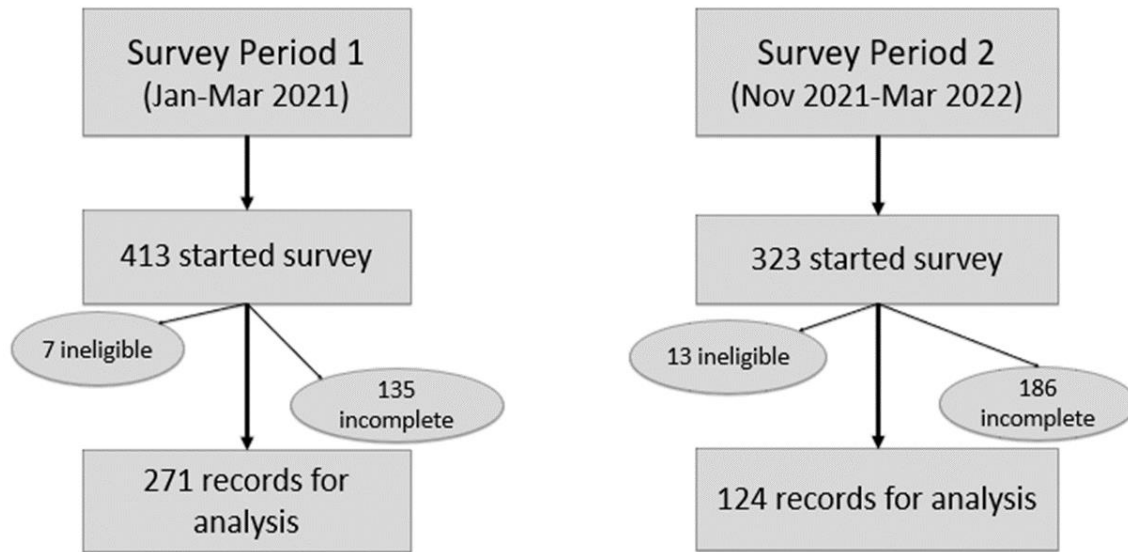 Survey Period 1
(Jan-Mar 2021)
413 started survey
7 ineligible
135
incomplete
271 records for
analysis
Survey Period 2
(Nov 2021-Mar 2022)
323 started survey
13 ineligible
186
incomplete
124 records for analysis